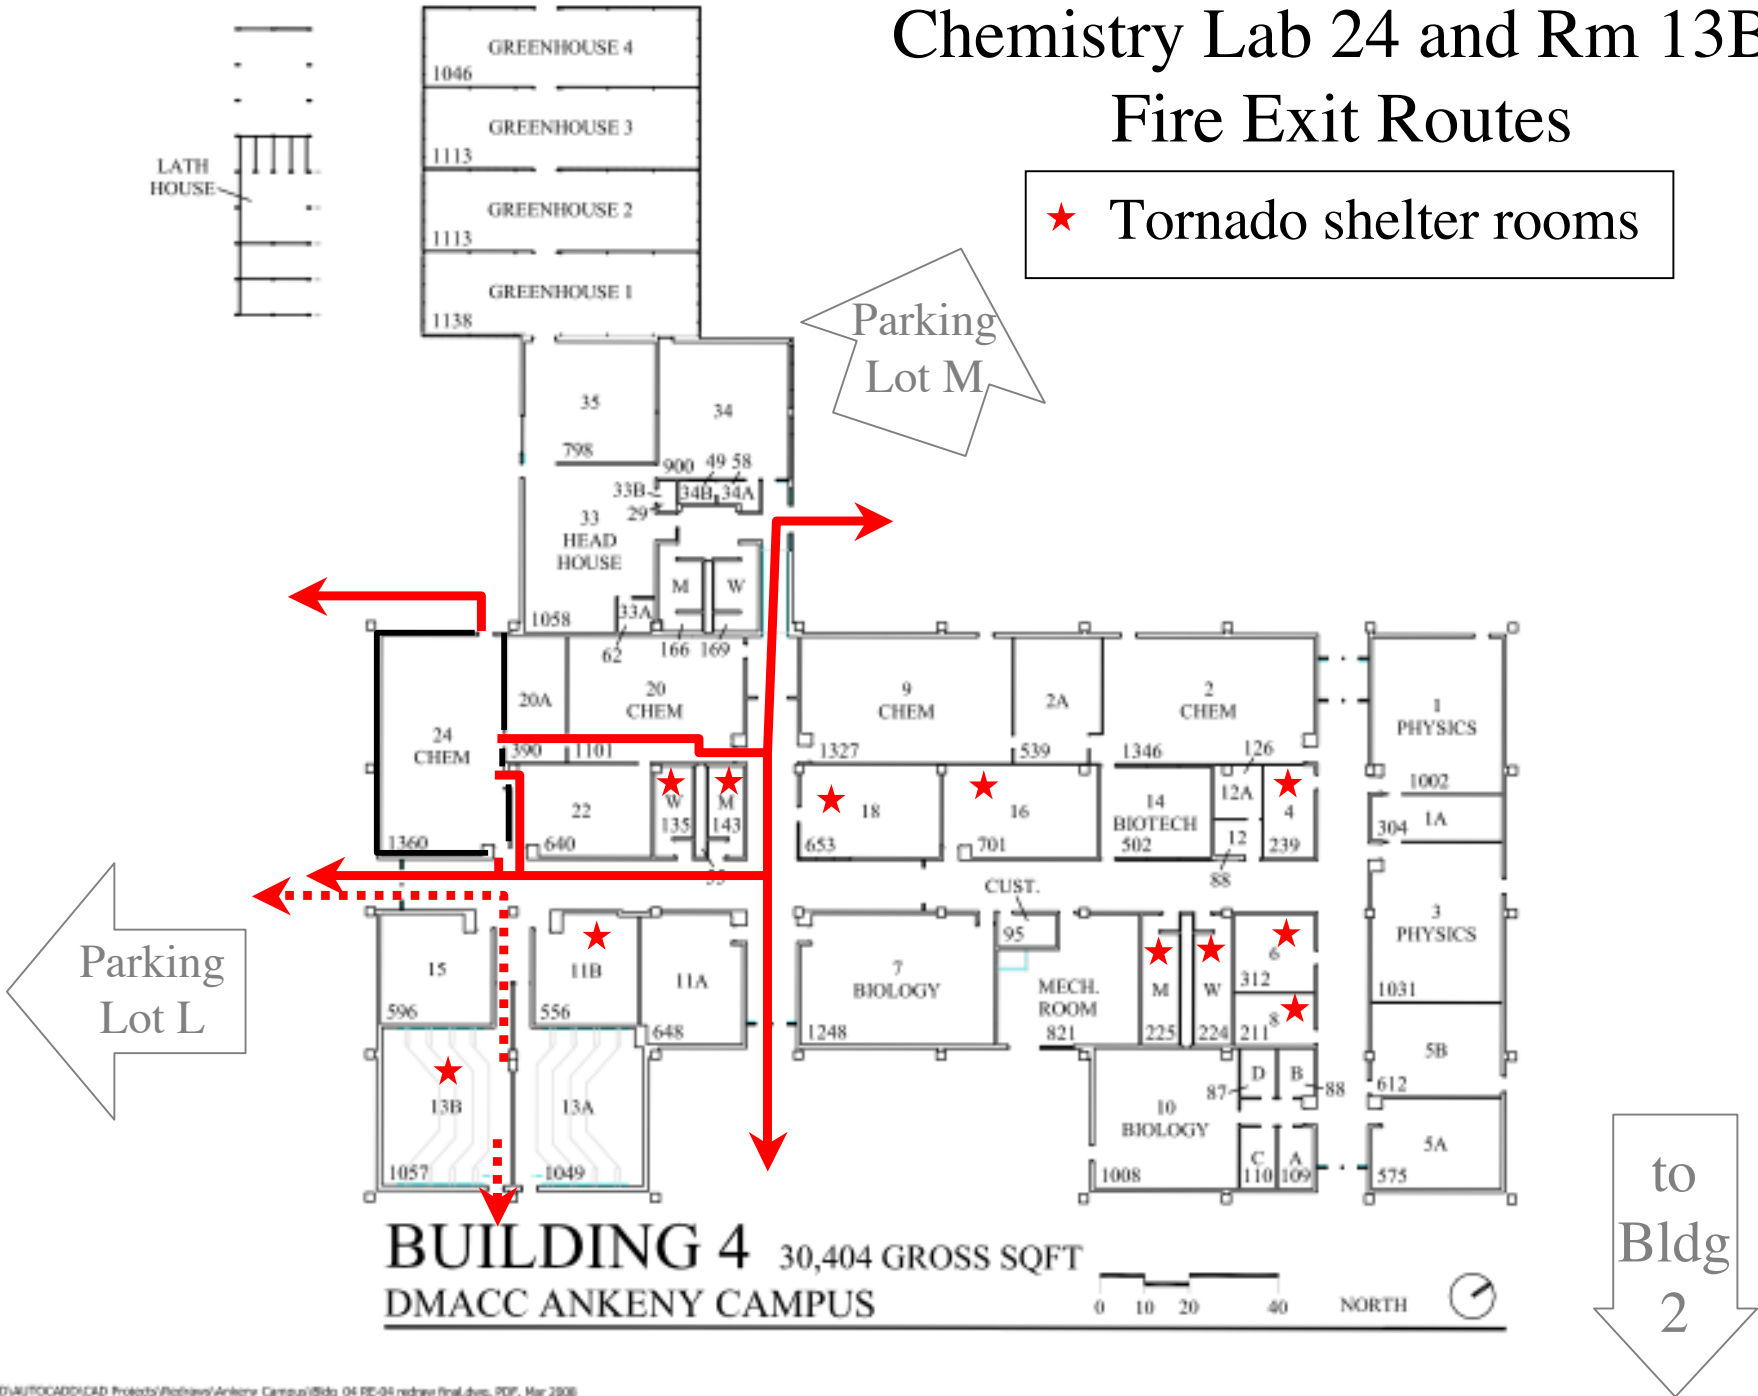 Chemistry Lab 24 and Rm 13B
Fire Exit Routes
Tornado shelter rooms
GREENHOUSE 4
1046
GREENHOUSE 3
1113
LATH
HOUSE
GREENHOUSE 2
1113
GREENHOUSE 1
1138
Parking
Lot M
35
34
798
900
49 58
33B
34B 34A
29
33
HEAD
HOUSE
M
W
33A
1058
62
166
169
20A
20
CHEM
9
CHEM
2A
2
CHEM
1
PHYSICS
24
CHEM
390
1101
1327
539
1346
126
1002
W
135
M
143
22
18
16
14
BIOTECH
12A
4
304
1A
1360
640
653
701
502
12
239
88
CUST.
95
Parking
Lot L
15
11B
11A
7
BIOLOGY
MECH.
ROOM
M
W
6
312
3
PHYSICS
596
556
648
1248
821
225
224
211
8
1031
13B
13A
D
B
87
88
5B
612
10
BIOLOGY
1057
1049
1008
C
110
A
109
5A
575
to
Bldg
2
BUILDING 4 30,404 GROSS SQFT
DMACC ANKENY CAMPUS
0 10 20 40
NORTH